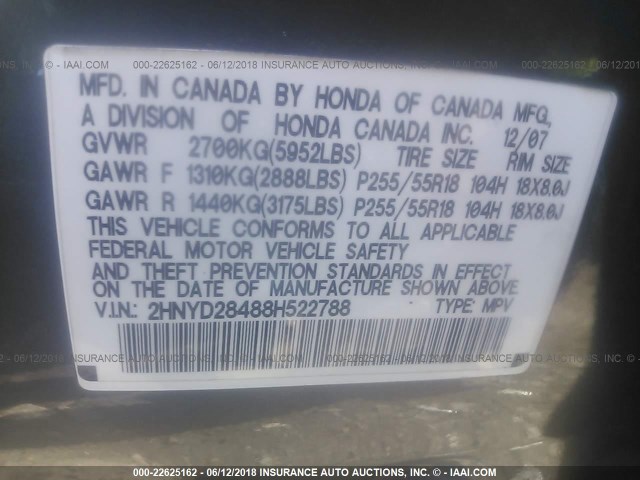 - © - IAAI.com 000-22625162 - 06/12/2018 INSURANCE AUTO AUCTIONS, INC. - © - IAAI.com
MFD. IN CANADA BY HONDA OF CANADA MFG,
A DIVISION OF HONDA CANADA INC. 12/07
GVWR 2700KG(5952LBS) TIRE SIZE RIM SIZE
GAWR F 1310KG(2888LBS) P255/55R18 104H 18X8.0J
GAWR R 1440KG(3175LBS) P255/55R18 104H 18X8.0J
THIS VEHICLE CONFORMS TO ALL APPLICABLE
FEDERAL MOTOR VEHICLE SAFETY
AND THEFT PREVENTION STANDARDS IN EFFECT
ON THE DATE OF MANUFACTURE SHOWN ABOVE
V.I.N.: 2HNYD28488H522788 TYPE: MPV
000-22625162 - 06/12/2018 INSURANCE AUTO AUCTIONS, INC. - © - IAAI.com